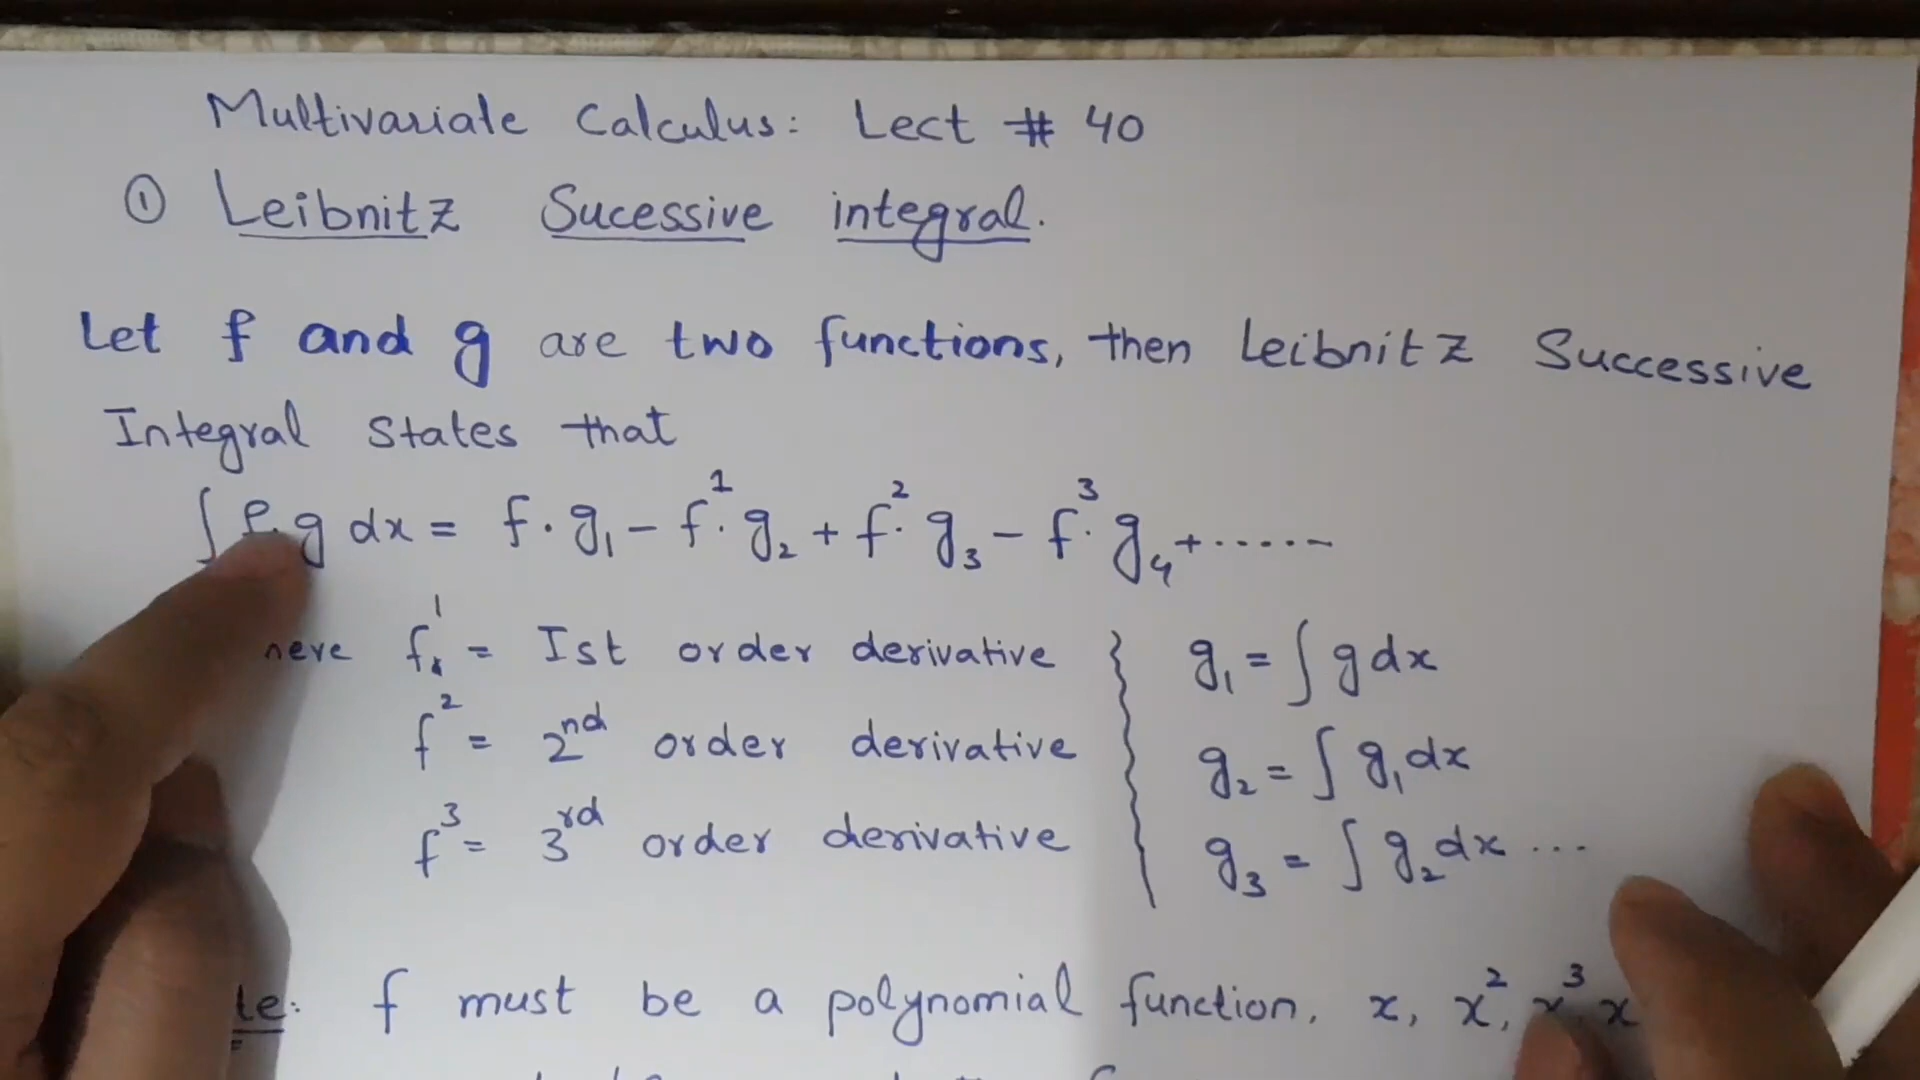 Multivariate Calculus: Lect # 40
① Leibnitz Sucessive integral.
Let f and g are two functions, then Leibnitz Successive
Integral States that
∫ f.g dx = f · g₁ − f¹· g₂ + f²· g₃ − f³· g₄ + ......
f¹ = Ist order derivative } g₁ = ∫ g dx
f² = 2nd order derivative g₂ = ∫ g₁ dx
f³ = 3rd order derivative g₃ = ∫ g₂ dx ...
f must be a polynomial function, x, x², x³, x